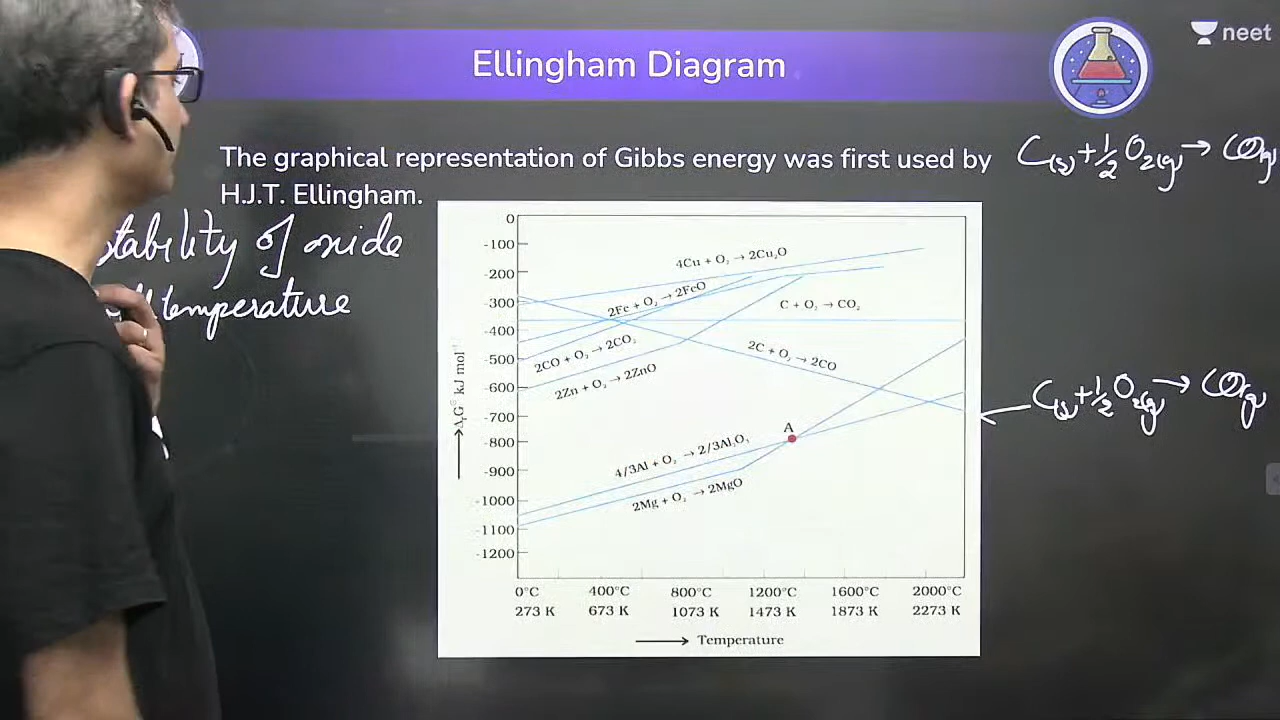 Ellingham Diagram
neet
The graphical representation of Gibbs energy was first used by
H.J.T. Ellingham.
C(s) + 1/2 O2(g) → CO(g)
stability of oxide
temperature
0
-100
-200
-300
-400
-500
-600
-700
-800
-900
-1000
-1100
-1200
4Cu + O₂ → 2Cu₂O
2Fe + O₂ → 2FeO
C + O₂ → CO₂
2CO + O₂ → 2CO₂
2C + O₂ → 2CO
2Zn + O₂ → 2ZnO
C(s) + 1/2 O2(g) → CO(g)
A
4/3Al + O₂ → 2/3Al₂O₃
2Mg + O₂ → 2MgO
ΔᵣG⊖ kJ mol⁻¹
0°C 400°C 800°C 1200°C 1600°C 2000°C
273 K 673 K 1073 K 1473 K 1873 K 2273 K
Temperature